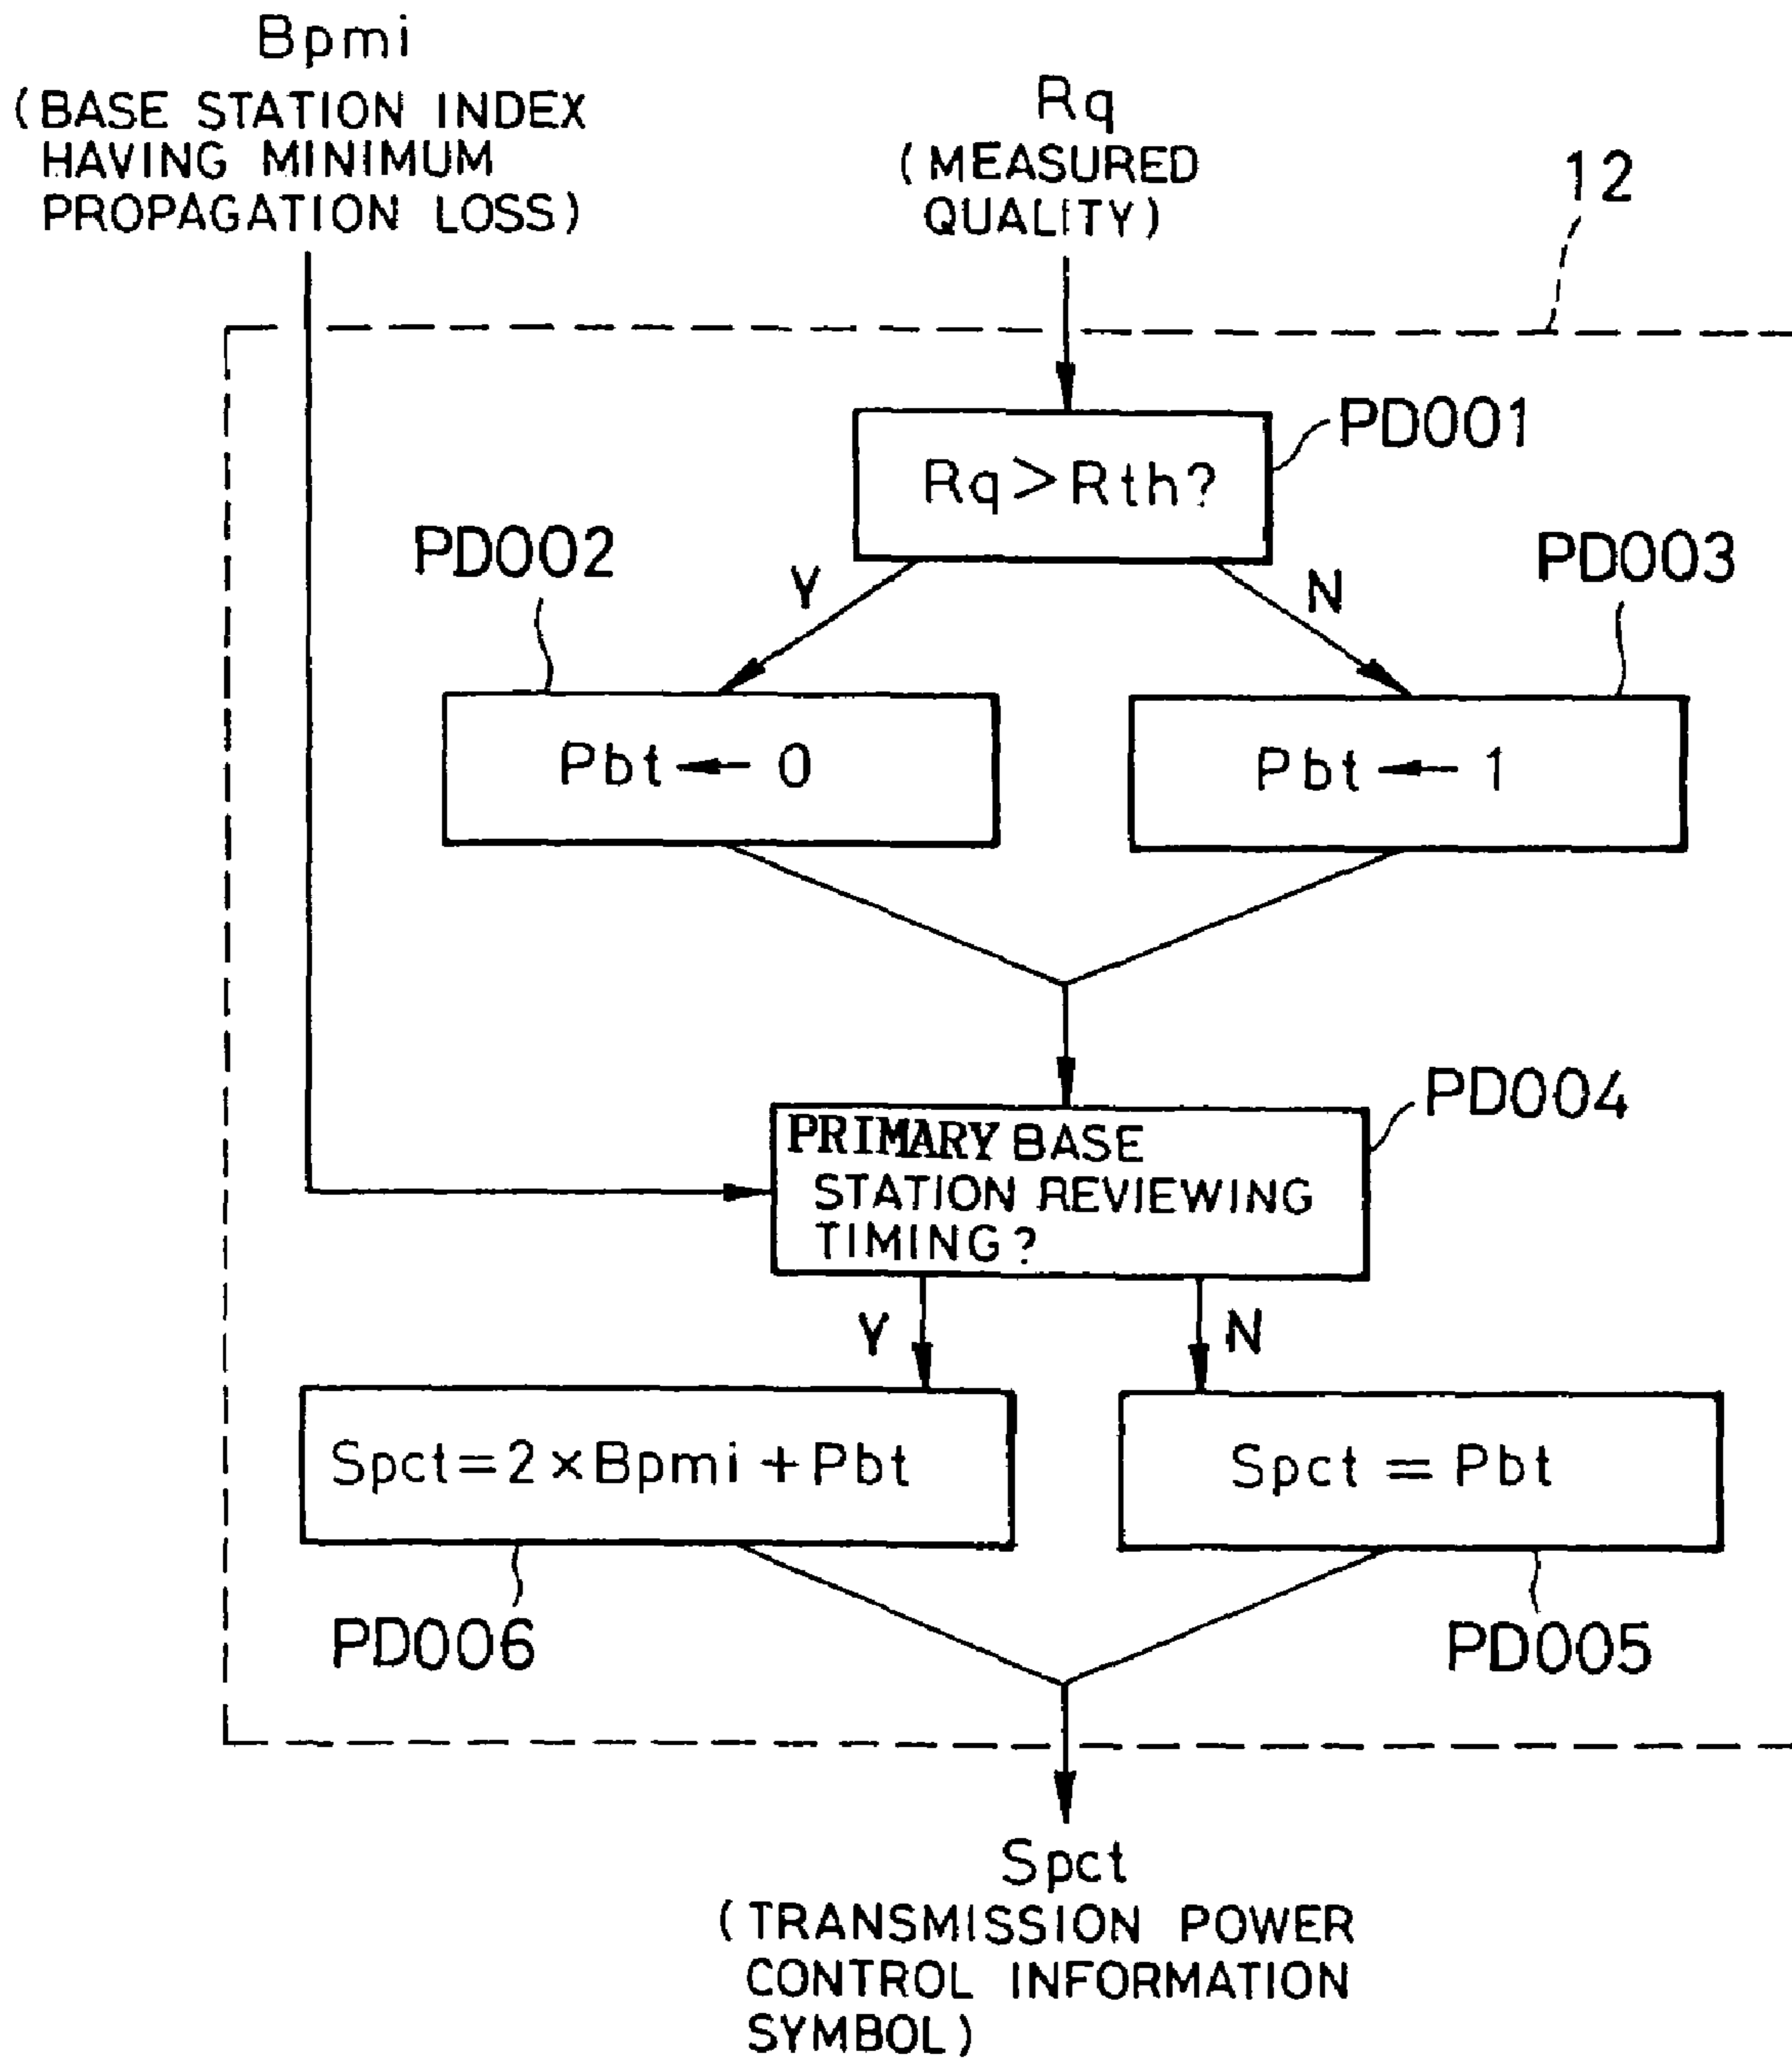 Bpmi
(BASE STATION INDEX
HAVING MINIMUM
PROPAGATION LOSS)
Rq
(MEASURED
QUALITY)
12
PD001
Rq>Rth?
PD002
Y
N
PD003
Pbt ← 0
Pbt ← 1
PD004
PRIMARY BASE
STATION REVIEWING
TIMING?
Y
N
Spct=2×Bpmi+Pbt
Spct = Pbt
PD006
PD005
Spct
(TRANSMISSION POWER
CONTROL INFORMATION
SYMBOL)